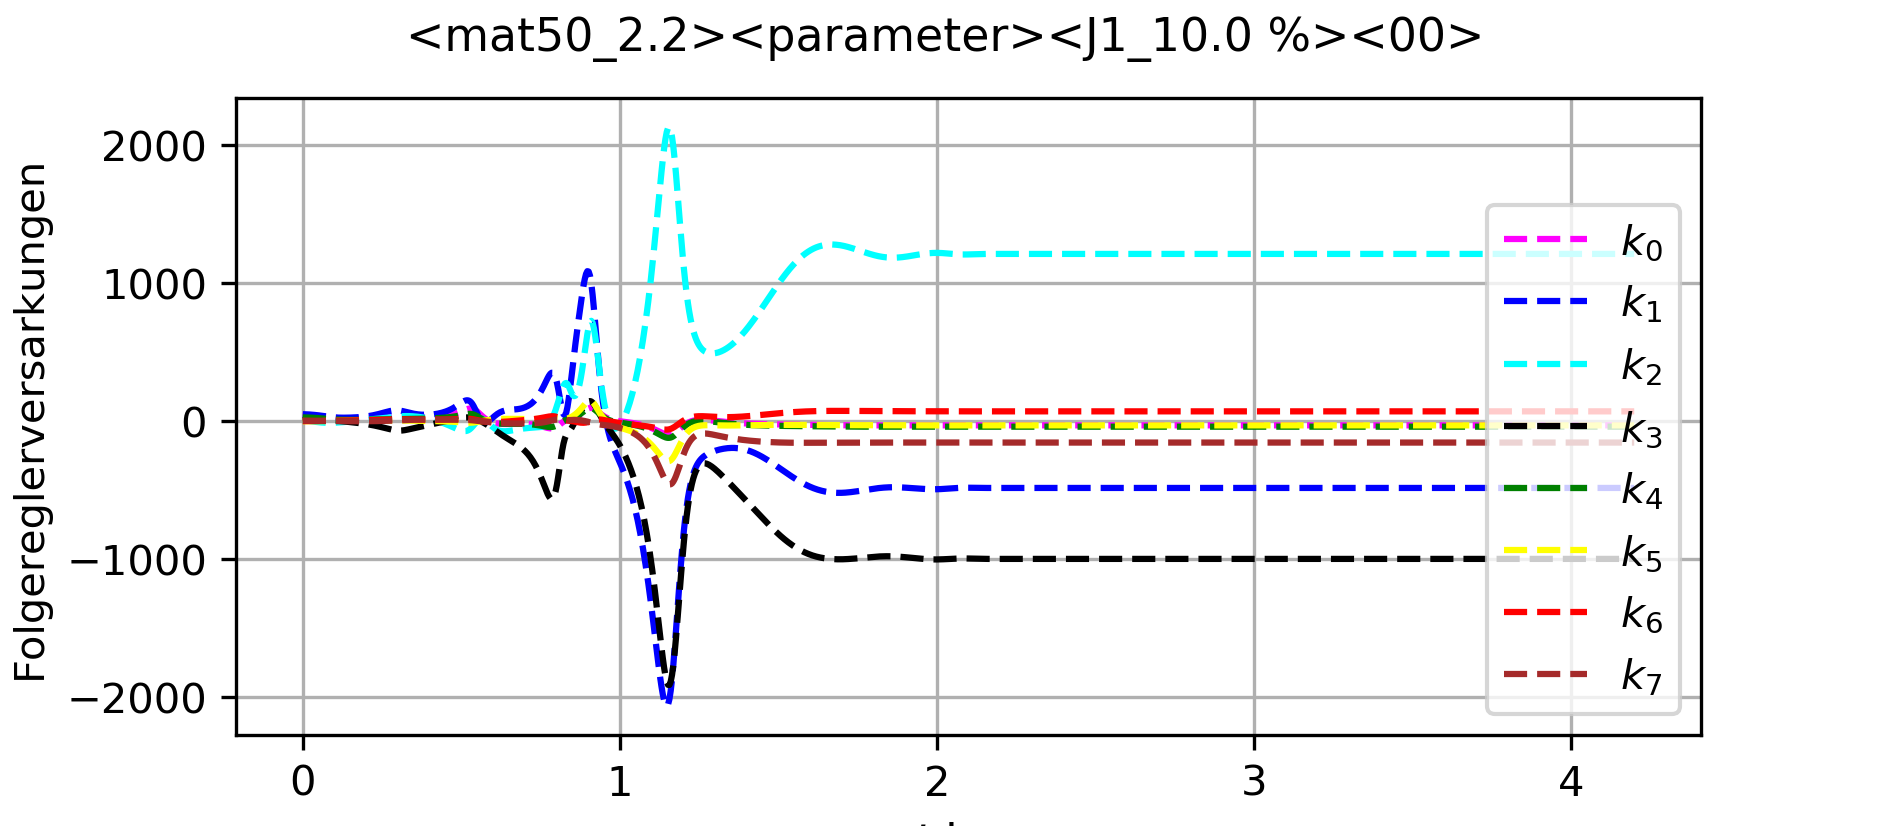 <mat50_2.2><parameter><J1_10.0 %><00>
Folgereglerversarkungen
2000
1000
0
−1000
−2000
0 1 2 3 4
k0
k1
k2
k3
k4
k5
k6
k7